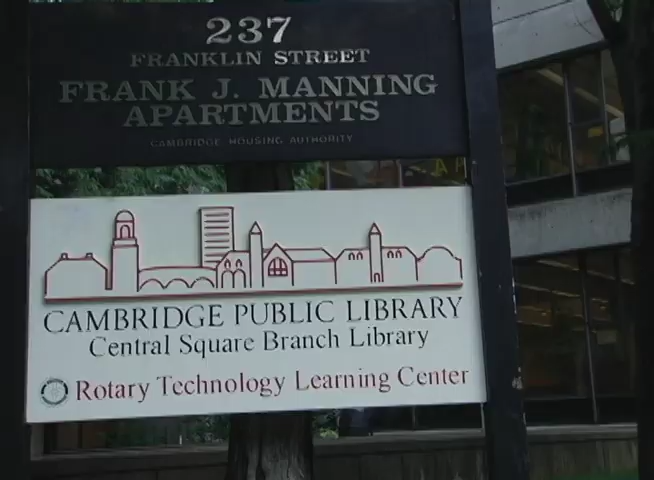 237
FRANKLIN STREET
FRANK J. MANNING
APARTMENTS
CAMBRIDGE HOUSING AUTHORITY
CAMBRIDGE PUBLIC LIBRARY
Central Square Branch Library
Rotary Technology Learning Center